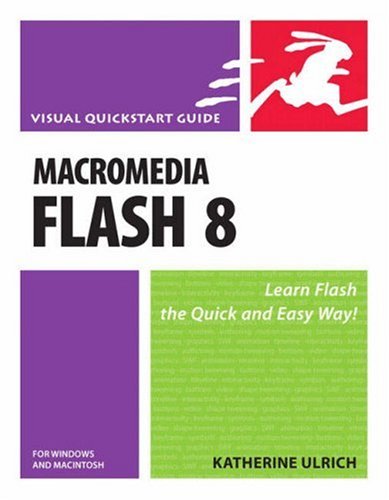 VISUAL QUICKSTART GUIDE
MACROMEDIA
FLASH 8
Learn Flash
the Quick and Easy Way!
FOR WINDOWS
AND MACINTOSH
KATHERINE ULRICH